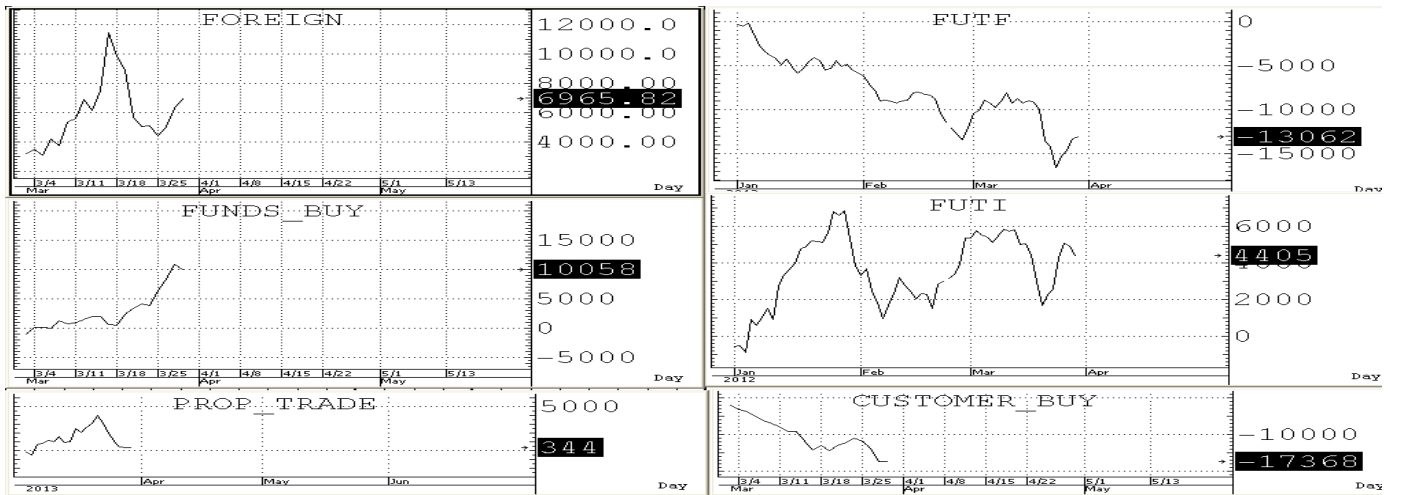 FOREIGN
12000.0
10000.0
8000.00
6965.82
6000.00
4000.00
3/4 3/11 3/18 3/25 4/1 4/8 4/15 4/22 5/1 5/13
Mar Apr May Day
FUTF
0
-5000
-10000
-13062
-15000
Jan Feb Mar Apr
Day
FUNDS_BUY
15000
10058
5000
0
-5000
3/4 3/11 3/18 3/25 4/1 4/8 4/15 4/22 5/1 5/13
Mar Apr May Day
FUTI
6000
4405
4000
2000
0
Jan Feb Mar Apr
2012 Day
PROP_TRADE
5000
344
Apr May Jun
2013 Day
CUSTOMER_BUY
-10000
-17368
3/4 3/11 3/18 3/25 4/1 4/8 4/15 4/22 5/1 5/13
Mar Apr May Day